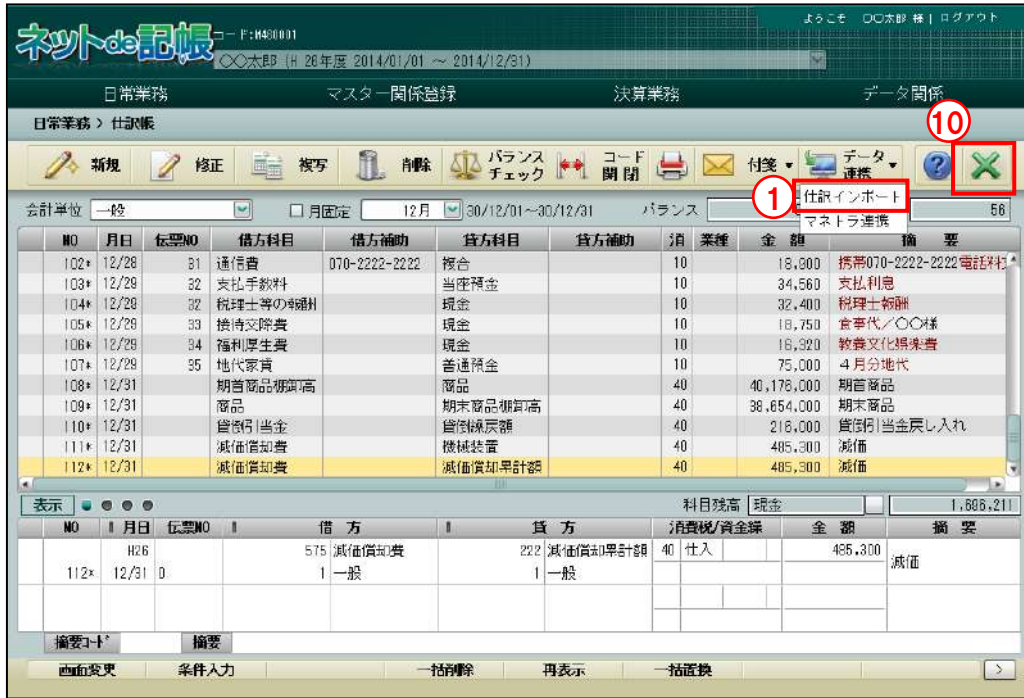 ようこそ 〇〇太郎 様 | ログアウト
ネットde記帳 コード:M480001
〇〇太郎 (H 26年度 2014/01/01 ～ 2014/12/31)
日常業務 マスター関係登録 決算業務 データ関係
日常業務 > 仕訳帳
10
新規 修正 複写 削除 バランスチェック コード開閉 付箋 データ連携 ?
1
仕訳インポート
マネトラ連携
会計単位 一般 月固定 12月 30/12/01～30/12/31 バランス 56
NO 月日 伝票NO 借方科目 借方補助 貸方科目 貸方補助 消 業種 金 額 摘 要
102* 12/28 31 通信費 070-2222-2222 複合 10 18,900 携帯070-2222-2222電話料
103* 12/29 32 支払手数料 当座預金 10 34,560 支払利息
104* 12/29 32 税理士等の報酬 現金 10 32,400 税理士報酬
105* 12/29 33 接待交際費 現金 10 18,750 食事代/〇〇様
106* 12/29 34 福利厚生費 現金 10 16,320 教養文化娯楽費
107* 12/29 35 地代家賃 普通預金 10 75,000 4月分地代
108* 12/31 期首商品棚卸高 商品 40 40,176,000 期首商品
109* 12/31 商品 期末商品棚卸高 40 38,654,000 期末商品
110* 12/31 貸倒引当金 貸倒繰戻額 40 216,000 貸倒引当金戻し入れ
111* 12/31 減価償却費 機械装置 40 485,300 減価
112* 12/31 減価償却費 減価償却累計額 40 485,300 減価
表示 科目残高 現金 1,696,211
NO 月日 伝票NO 借 方 貸 方 消費税/資金繰 金 額 摘 要
H26 575 減価償却費 222 減価償却累計額 40 仕入 485,300 減価
112* 12/31 0 1 一般 1 一般
摘要コード 摘要
画面変更 条件入力 一括削除 再表示 一括置換 >